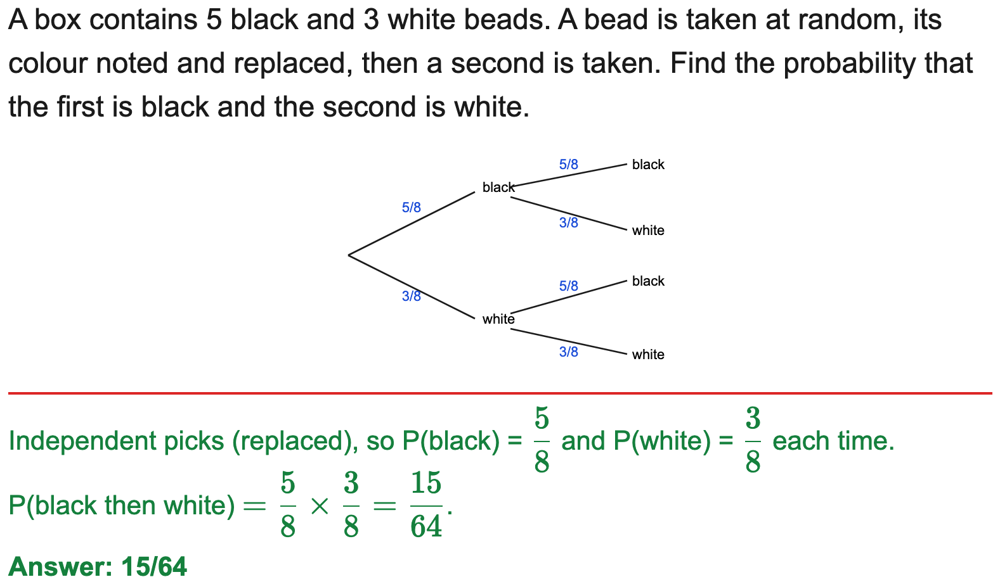 A box contains 5 black and 3 white beads. A bead is taken at random, its
colour noted and replaced, then a second is taken. Find the probability that
the first is black and the second is white.
5/8 black
black
5/8
3/8
white
5/8 black
3/8
white
3/8 white
Independent picks (replaced), so P(black) = 5/8 and P(white) = 3/8 each time.
P(black then white) = 5/8 × 3/8 = 15/64.
Answer: 15/64